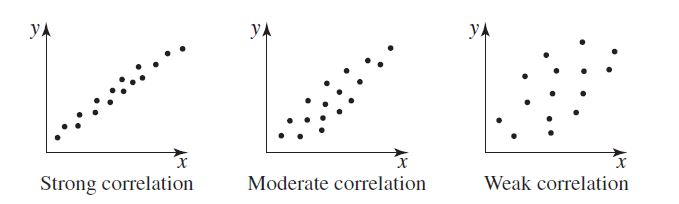 y y y
x x x
Strong correlation Moderate correlation Weak correlation